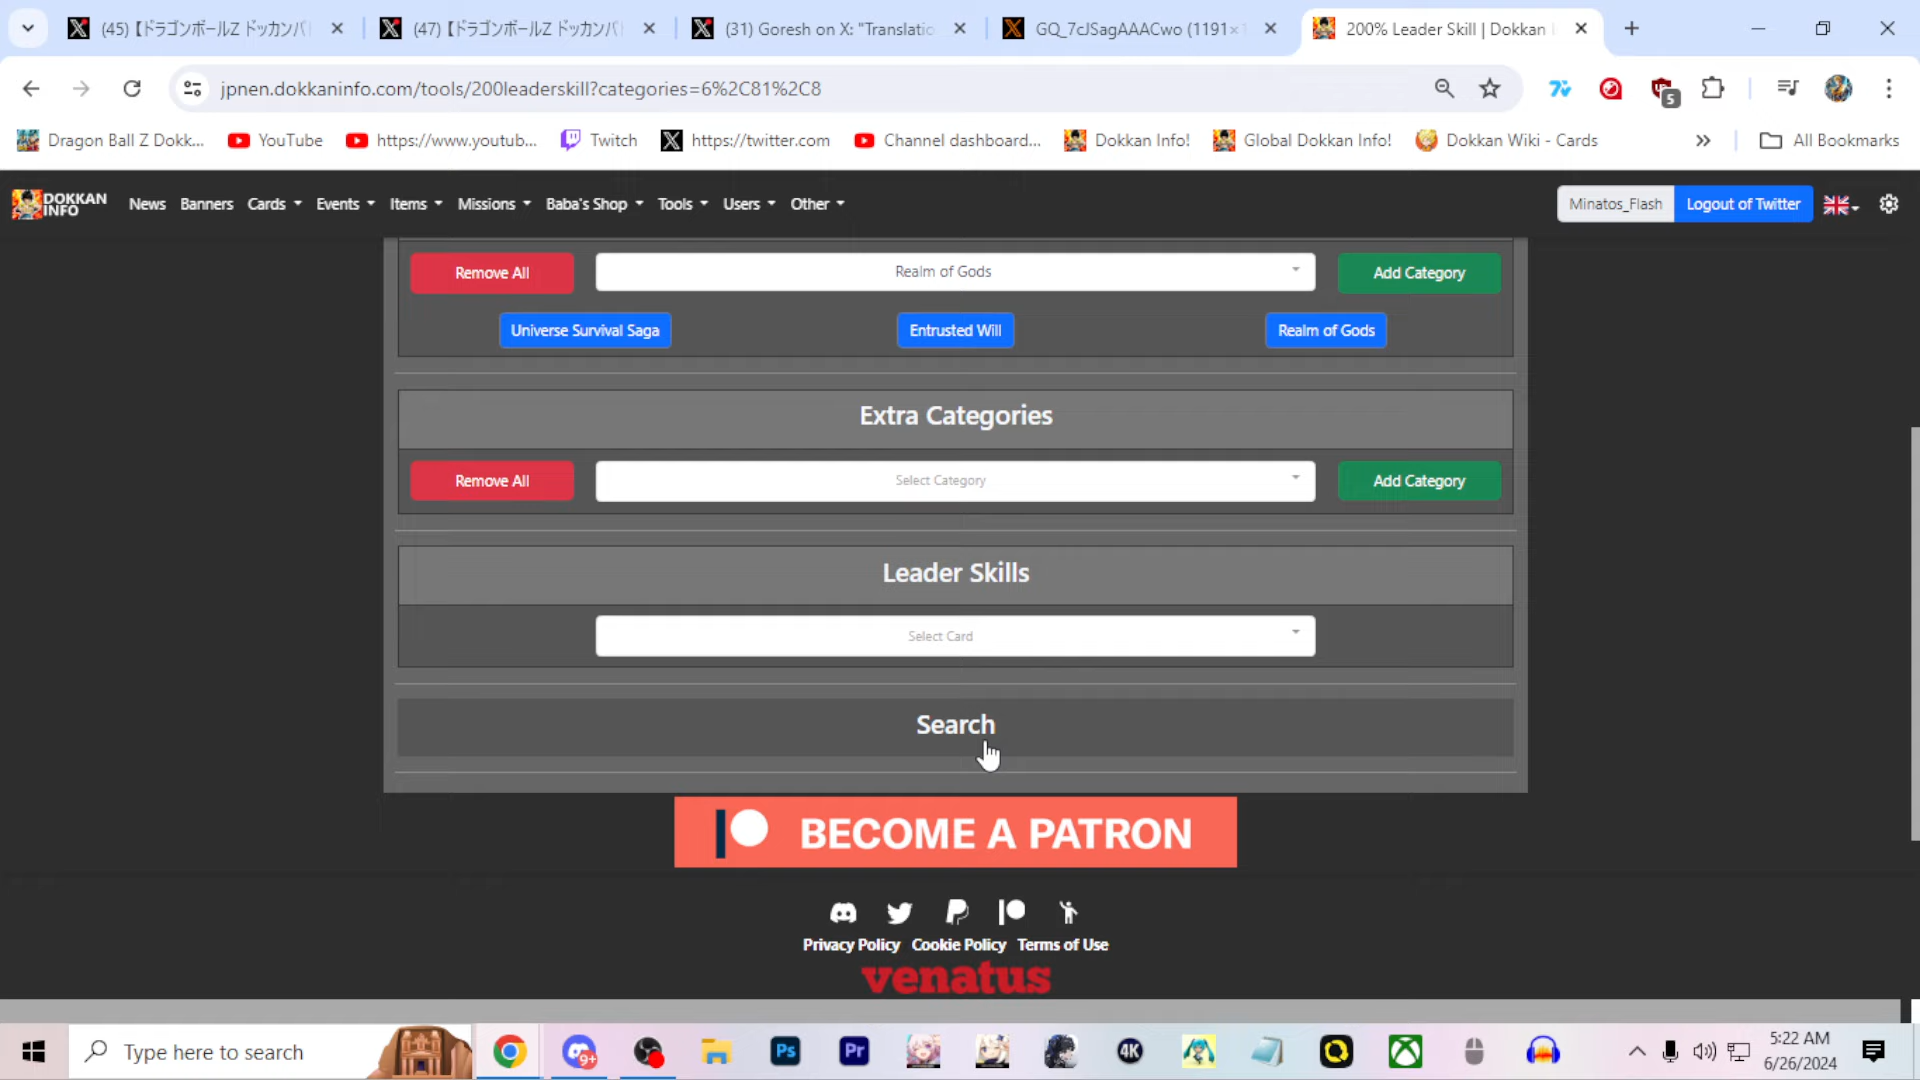 (45)【ドラゴンボールZ ドッカンバ
(47)【ドラゴンボールZ ドッカンバ
(31) Goresh on X: "Translatio
GQ_7cJSagAAACwo (1191×1
200% Leader Skill | Dokkan
jpnen.dokkaninfo.com/tools/200leaderskill?categories=6%2C81%2C8
5
Dragon Ball Z Dokk...
YouTube
https://www.youtub...
Twitch
https://twitter.com
Channel dashboard...
Dokkan Info!
Global Dokkan Info!
Dokkan Wiki - Cards
All Bookmarks
DOKKAN
INFO
News
Banners
Cards
Events
Items
Missions
Baba's Shop
Tools
Users
Other
Minatos_Flash
Logout of Twitter
Remove All
Realm of Gods
Add Category
Universe Survival Saga
Entrusted Will
Realm of Gods
Extra Categories
Remove All
Select Category
Add Category
Leader Skills
Select Card
Search
BECOME A PATRON
Privacy Policy
Cookie Policy
Terms of Use
venatus
Type here to search
9+
Ps
Pr
4K
5:22 AM
6/26/2024